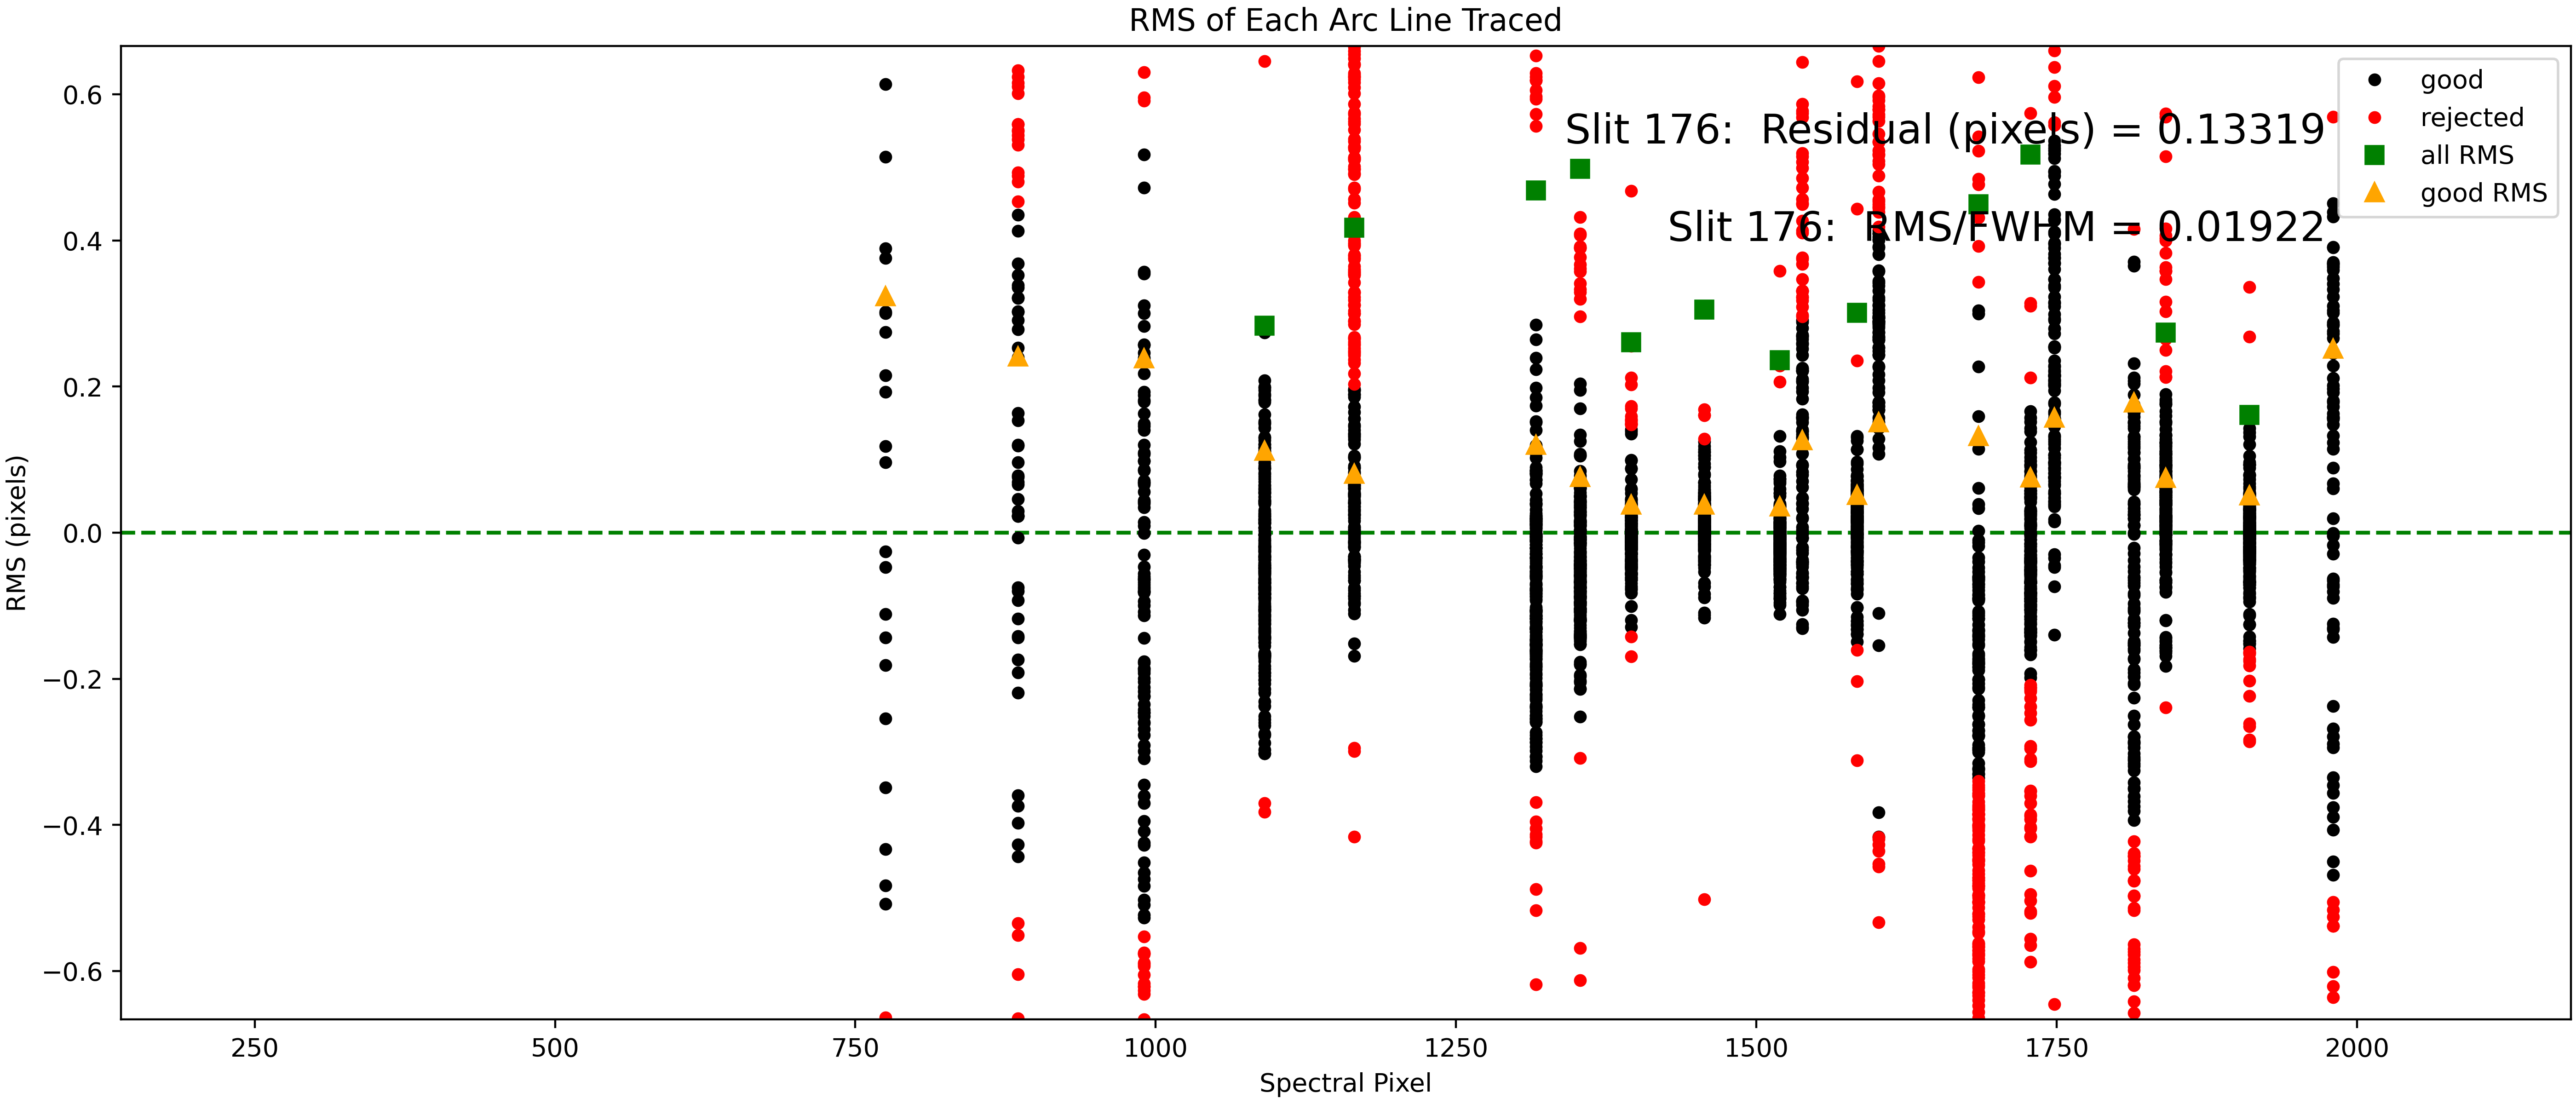 RMS of Each Arc Line Traced
good
rejected
all RMS
good RMS
Slit 176:  Residual (pixels) = 0.13319
Slit 176:  RMS/FWHM = 0.01922
RMS (pixels)
0.6
0.4
0.2
0.0
−0.2
−0.4
−0.6
250
500
750
1000
1250
1500
1750
2000
Spectral Pixel